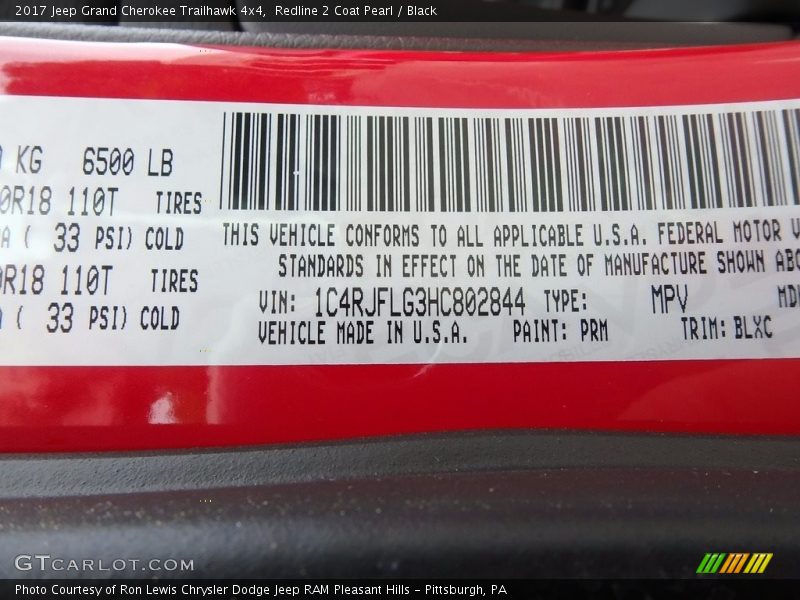 2017 Jeep Grand Cherokee Trailhawk 4x4, Redline 2 Coat Pearl / Black
KG 6500 LB
0R18 110T TIRES
A ( 33 PSI) COLD
0R18 110T TIRES
( 33 PSI) COLD
THIS VEHICLE CONFORMS TO ALL APPLICABLE U.S.A. FEDERAL MOTOR V
STANDARDS IN EFFECT ON THE DATE OF MANUFACTURE SHOWN ABO
VIN: 1C4RJFLG3HC802844 TYPE: MPV MD
VEHICLE MADE IN U.S.A. PAINT: PRM TRIM: BLXC
GTCARLOT.COM
Photo Courtesy of Ron Lewis Chrysler Dodge Jeep RAM Pleasant Hills - Pittsburgh, PA